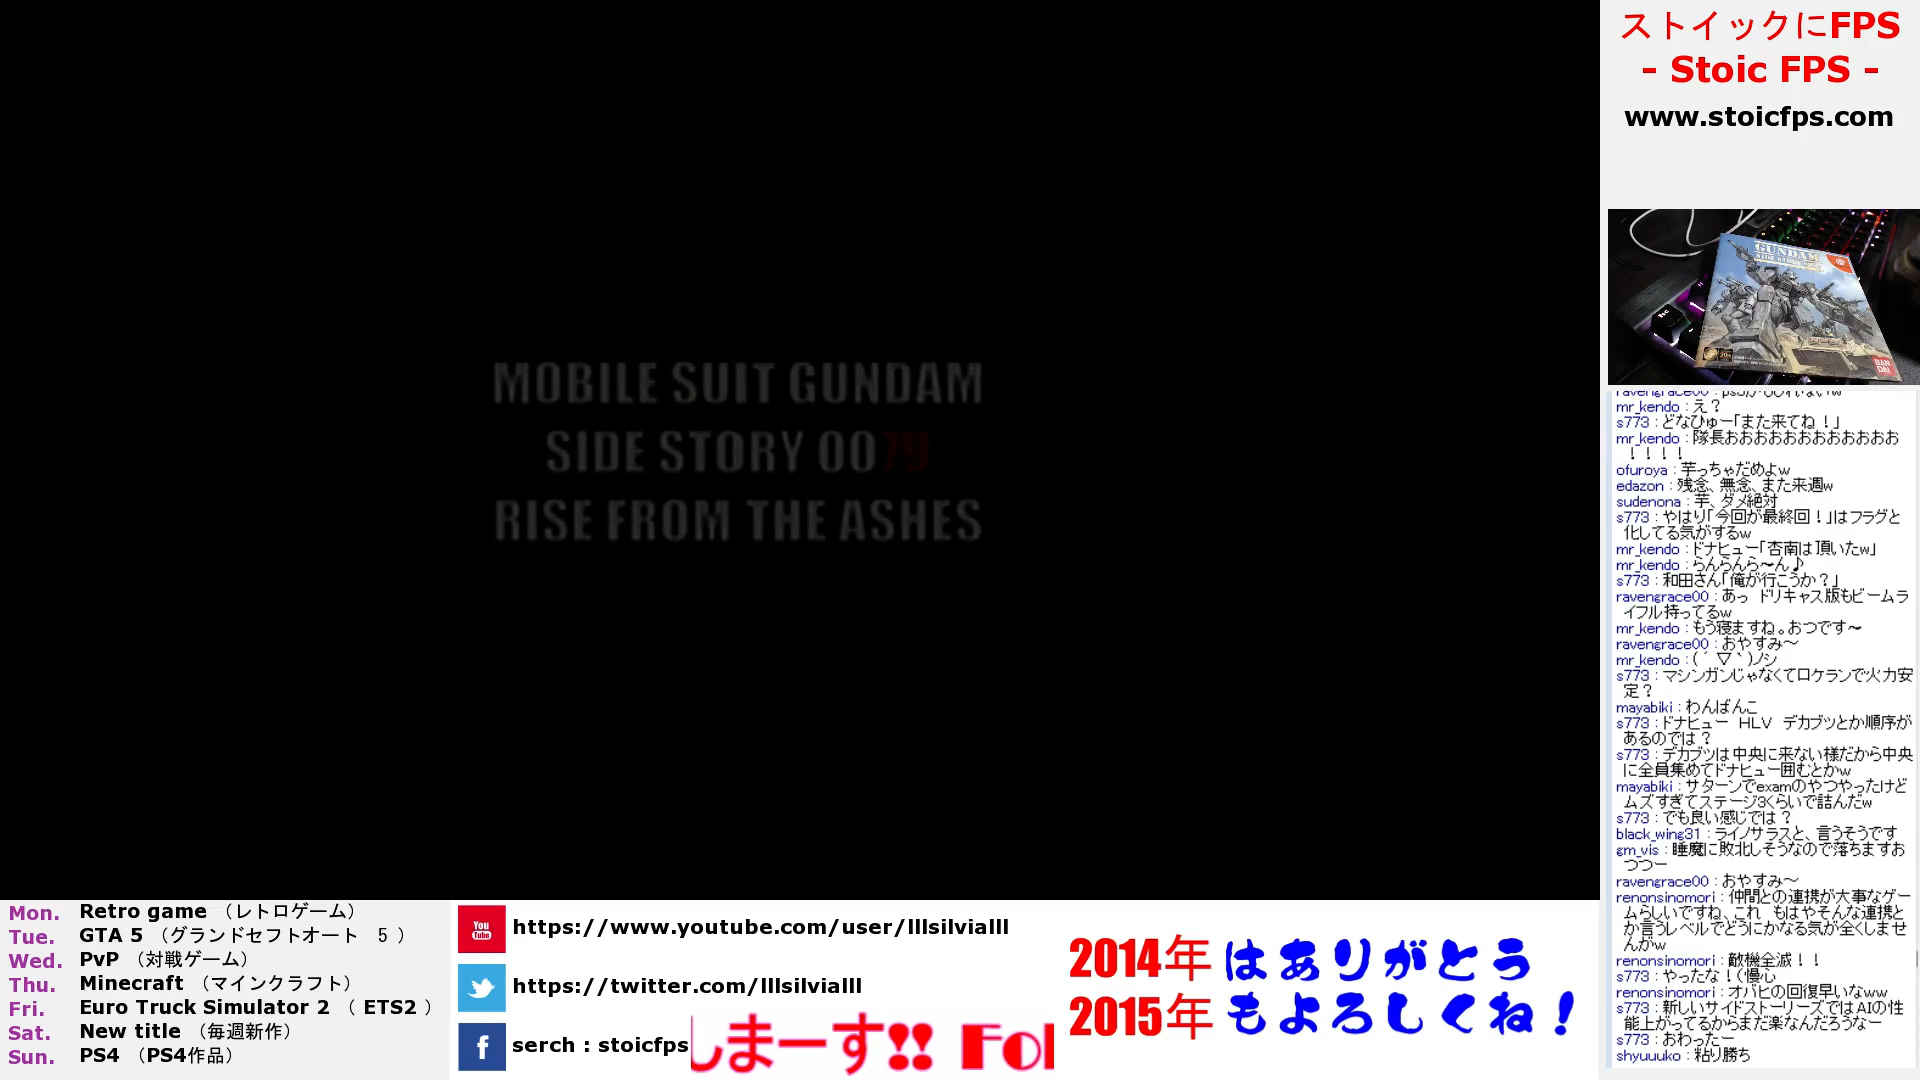 MOBILE SUIT GUNDAM
SIDE STORY 0079
RISE FROM THE ASHES
ストイックにFPS
- Stoic FPS -
www.stoicfps.com
GUNDAM
BAN
DAI
mr_kendo : え？
s773 : どなひゅー「また来てね！」
mr_kendo : 隊長おおおおおおおおおおおお
！！！！
ofuroya : 芋っちゃだめよw
edazon : 残念、無念、また来週w
sudenona : 芋、ダメ絶対
s773 : やはり「今回が最終回！」はフラグと
化してる気がするw
mr_kendo : ドナヒュー「杏南は頂いたw」
mr_kendo : らんらんら～ん♪
s773 : 和田さん「俺が行こうか？」
ravengrace00 : あっ ドリキャス版もビームラ
イフル持ってるw
mr_kendo : もう寝ますね。おつです～
ravengrace00 : おやすみ～
mr_kendo : (´▽｀)ノシ
s773 : マシンガンじゃなくてロケランで火力安
定？
mayabiki : わんばんこ
s773 : ドナヒュー　HLV　デカブツとか順序が
あるのでは？
s773 : デカブツは中央に来ない様だから中央
に全員集めてドナヒュー囲むとかw
mayabiki : サターンでexamのやつやったけど
ムズすぎてステージ3くらいで詰んだw
s773 : でも良い感じでは？
black_wing31 : ライノサラスと、言うそうです
gm_vis : 睡魔に敗北しそうなので落ちますお
つつー
ravengrace00 : おやすみ～
renonsinomori : 仲間との連携が大事なゲー
ムらしいですね、これ　もはやそんな連携と
か言うレベルでどうにかなる気が全くしませ
んがw
renonsinomori : 敵機全滅！！
s773 : やったな！（慢心
renonsinomori : オバヒの回復早いなww
s773 : 新しいサイドストーリーズではAIの性
能上がってるからまだ楽なんだろうなー
s773 : おわったー
shyuuuko : 粘り勝ち
Mon. Retro game （レトロゲーム）
Tue. GTA 5 （グランドセフトオート　5 ）
Wed. PvP （対戦ゲーム）
Thu. Minecraft （マインクラフト）
Fri. Euro Truck Simulator 2 （ ETS2 ）
Sat. New title （毎週新作）
Sun. PS4 （PS4作品）
You Tube https://www.youtube.com/user/lllsilvialll
https://twitter.com/lllsilvialll
f serch : stoicfps
しまーす!! Fol
2014年 はありがとう
2015年 もよろしくね！